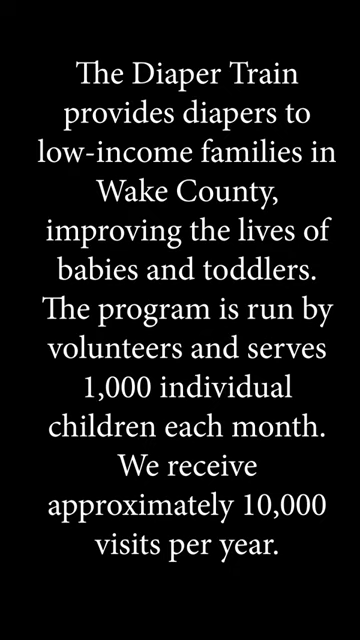 The Diaper Train
provides diapers to
low-income families in
Wake County,
improving the lives of
babies and toddlers.
The program is run by
volunteers and serves
1,000 individual
children each month.
We receive
approximately 10,000
visits per year.